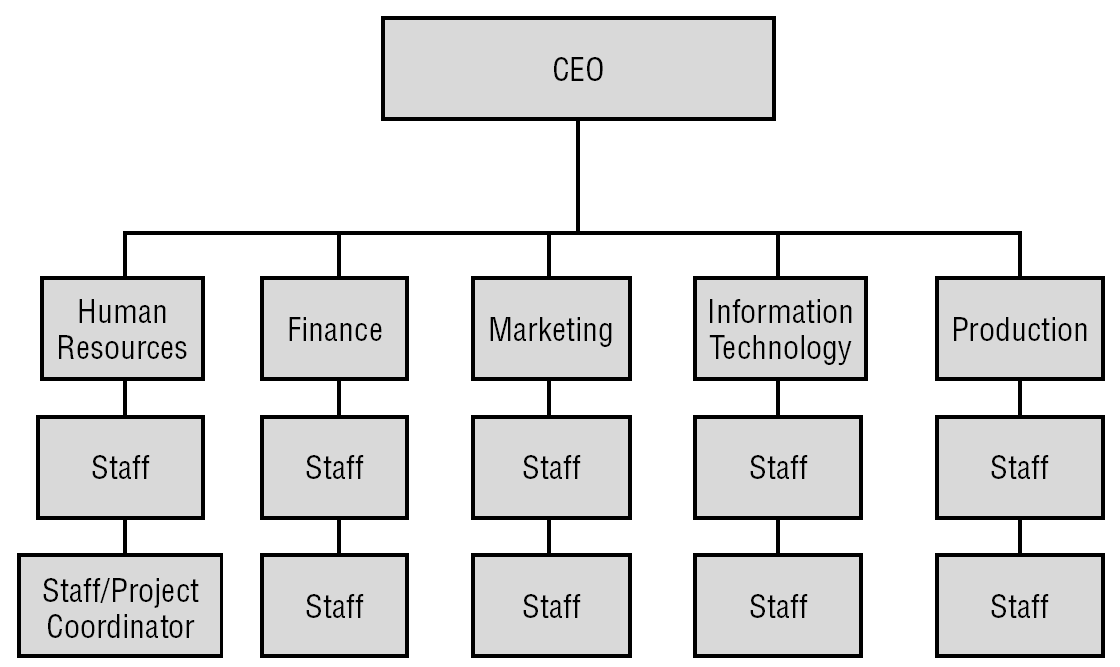 CEO
Human
Resources
Finance
Marketing
Information
Technology
Production
Staff
Staff
Staff
Staff
Staff
Staff/Project
Coordinator
Staff
Staff
Staff
Staff